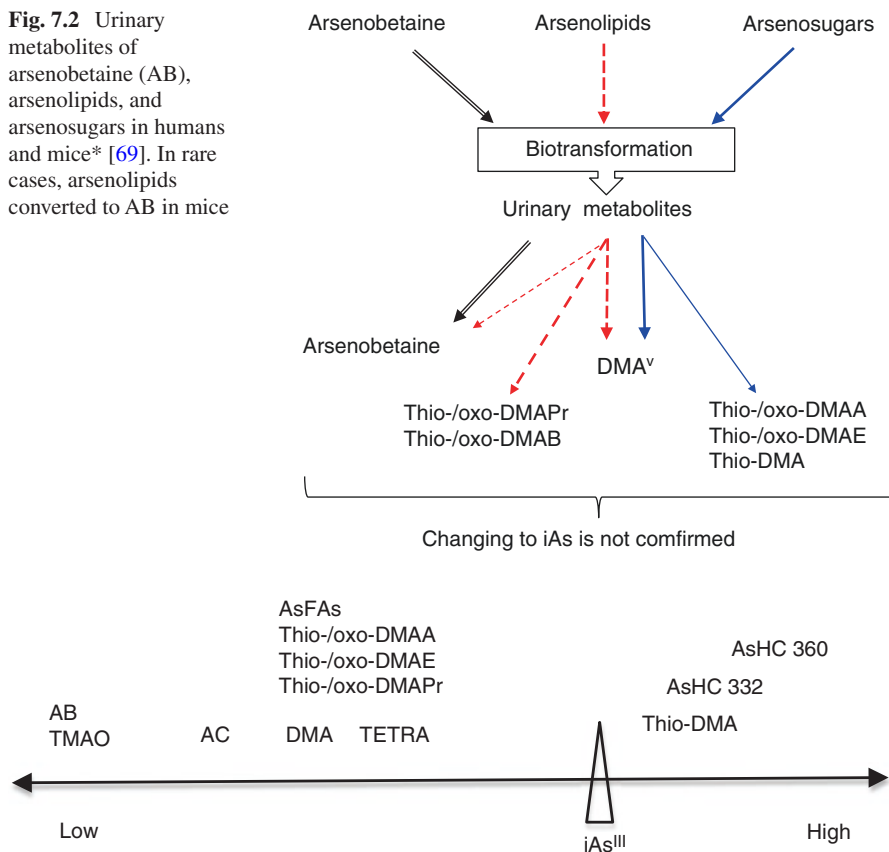 Fig. 7.2 Urinary
metabolites of
arsenobetaine (AB),
arsenolipids, and
arsenosugars in humans
and mice* [69]. In rare
cases, arsenolipids
converted to AB in mice
Arsenobetaine Arsenolipids Arsenosugars
Biotransformation
Urinary metabolites
Arsenobetaine
DMAᵛ
Thio-/oxo-DMAPr
Thio-/oxo-DMAB
Thio-/oxo-DMAA
Thio-/oxo-DMAE
Thio-DMA
Changing to iAs is not comfirmed
AsFAs
Thio-/oxo-DMAA
Thio-/oxo-DMAE
Thio-/oxo-DMAPr
AB
TMAO
AC
DMA
TETRA
AsHC 360
AsHC 332
Thio-DMA
Low
iAsᴵᴵᴵ
High